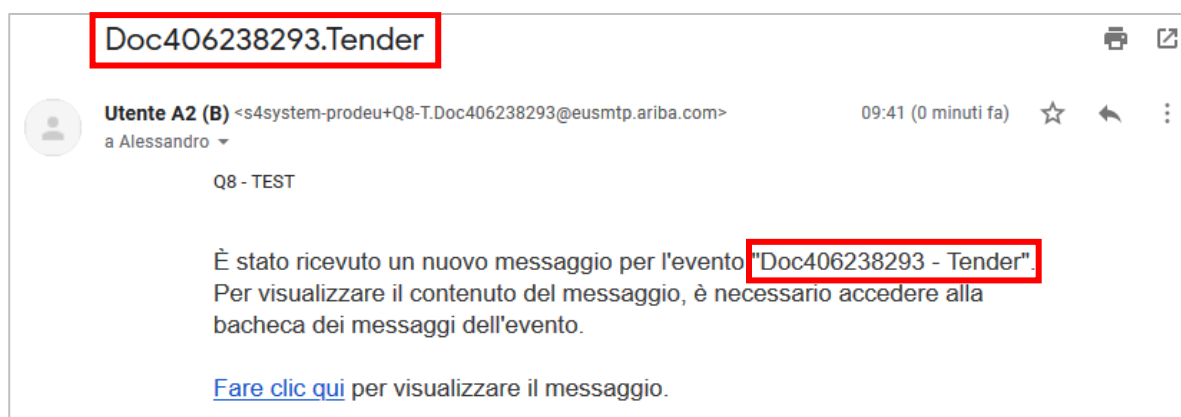 Doc406238293.Tender
Utente A2 (B) <s4system-prodeu+Q8-T.Doc406238293@eusmtp.ariba.com> 09:41 (0 minuti fa)
a Alessandro
Q8 - TEST
È stato ricevuto un nuovo messaggio per l'evento "Doc406238293 - Tender".
Per visualizzare il contenuto del messaggio, è necessario accedere alla
bacheca dei messaggi dell'evento.
Fare clic qui per visualizzare il messaggio.